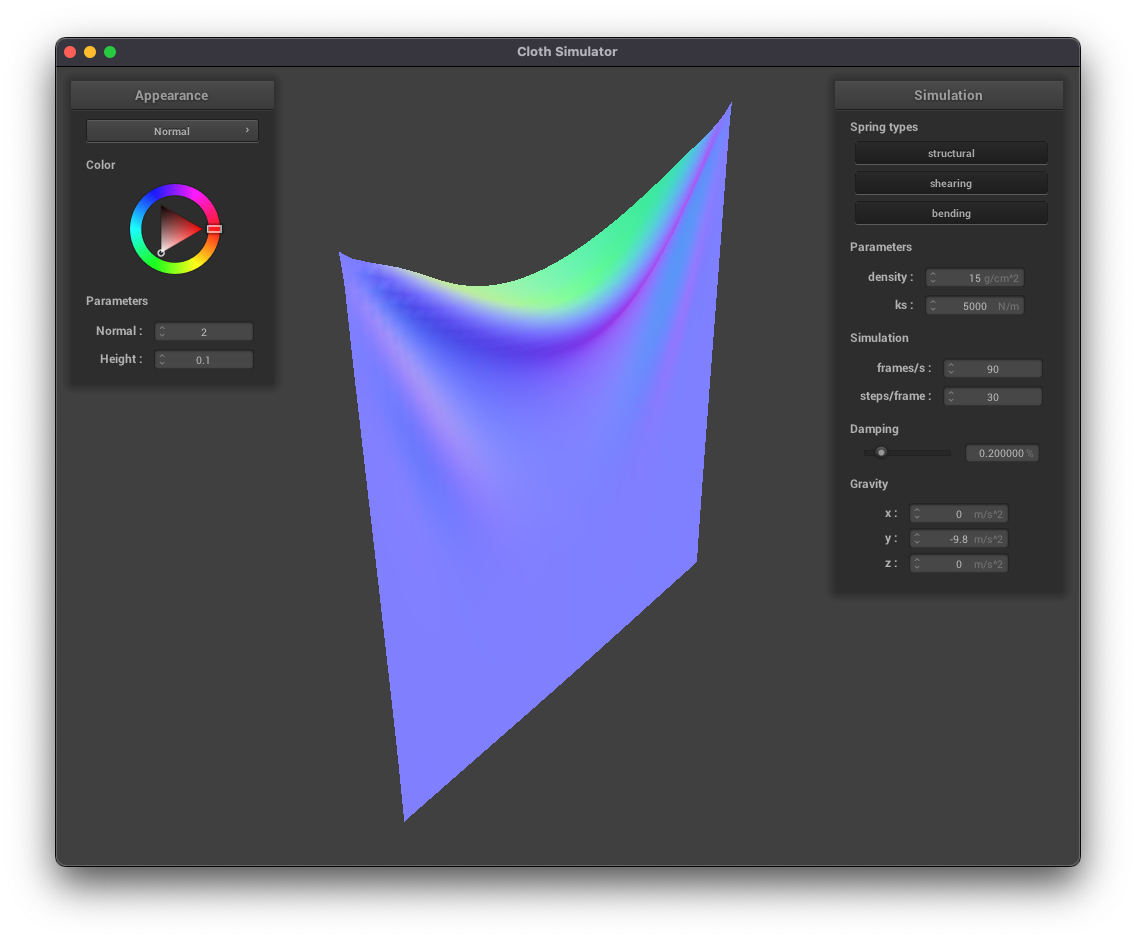 Cloth Simulator
Appearance
Normal
Color
Parameters
Normal : 2
Height : 0.1
Simulation
Spring types
structural
shearing
bending
Parameters
density : 15 g/cm^2
ks : 5000 N/m
Simulation
frames/s : 90
steps/frame : 30
Damping
0.200000 %
Gravity
x : 0 m/s^2
y : -9.8 m/s^2
z : 0 m/s^2